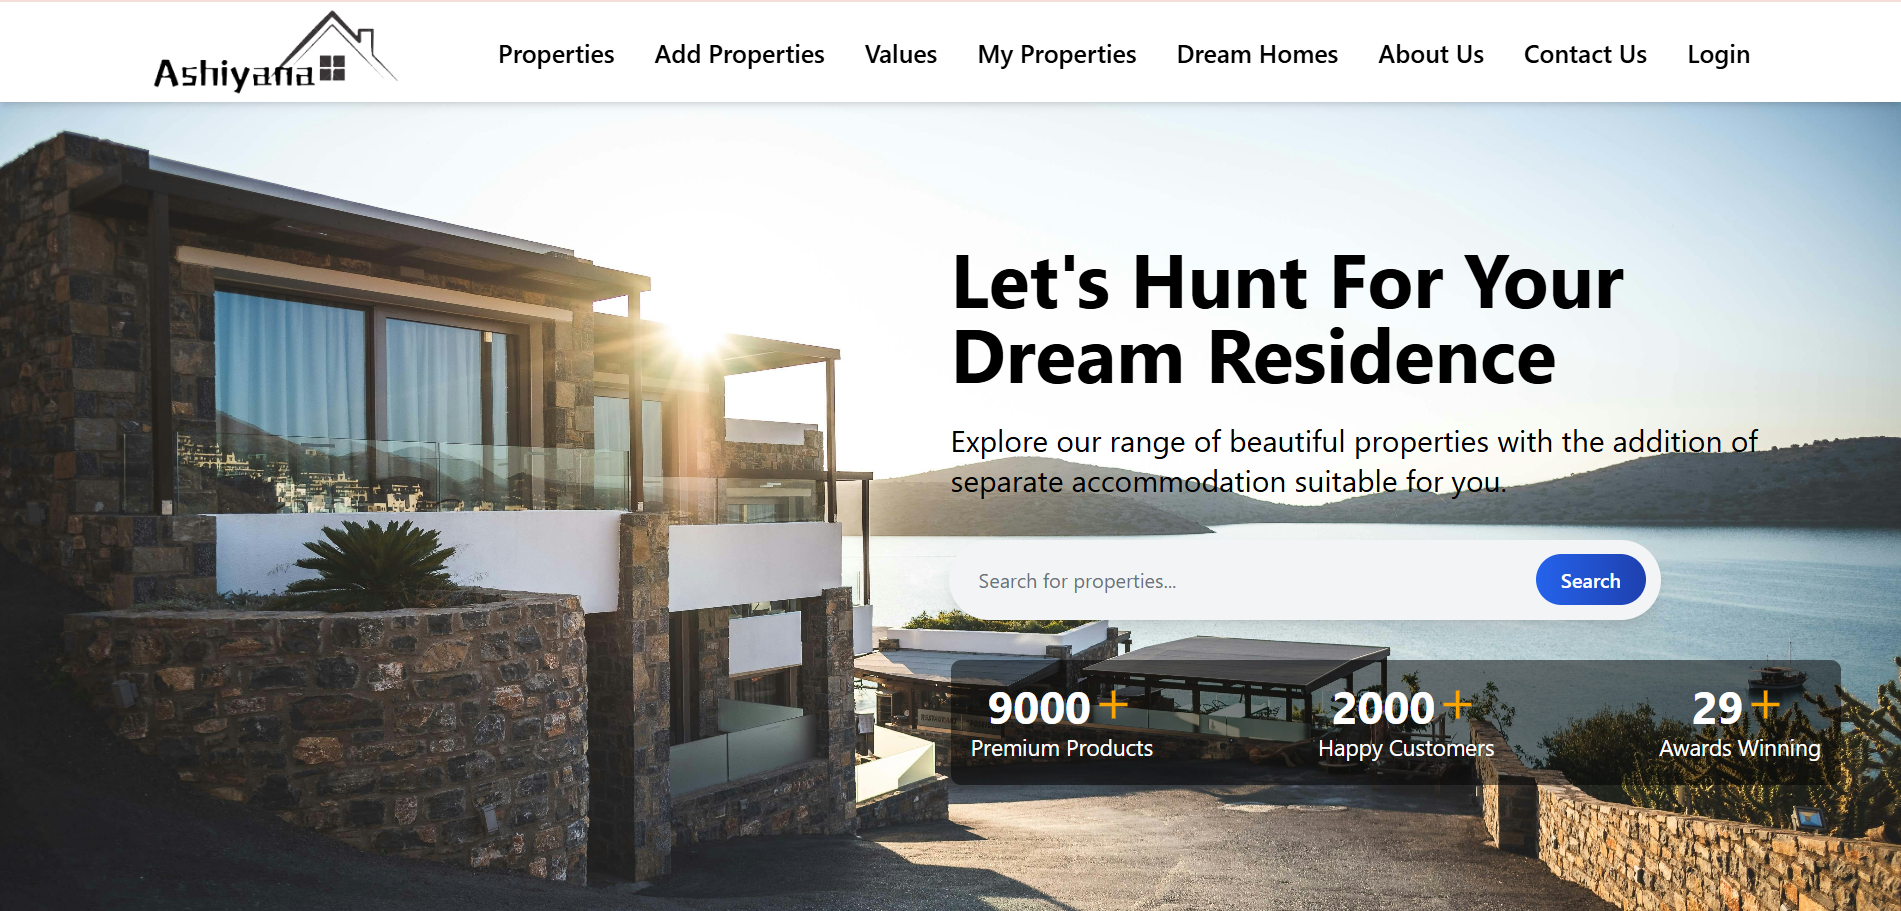 Ashiyana
Properties Add Properties Values My Properties Dream Homes About Us Contact Us Login
Let's Hunt For Your
Dream Residence
Explore our range of beautiful properties with the addition of
separate accommodation suitable for you.
Search for properties... Search
9000+ 2000+ 29+
Premium Products Happy Customers Awards Winning